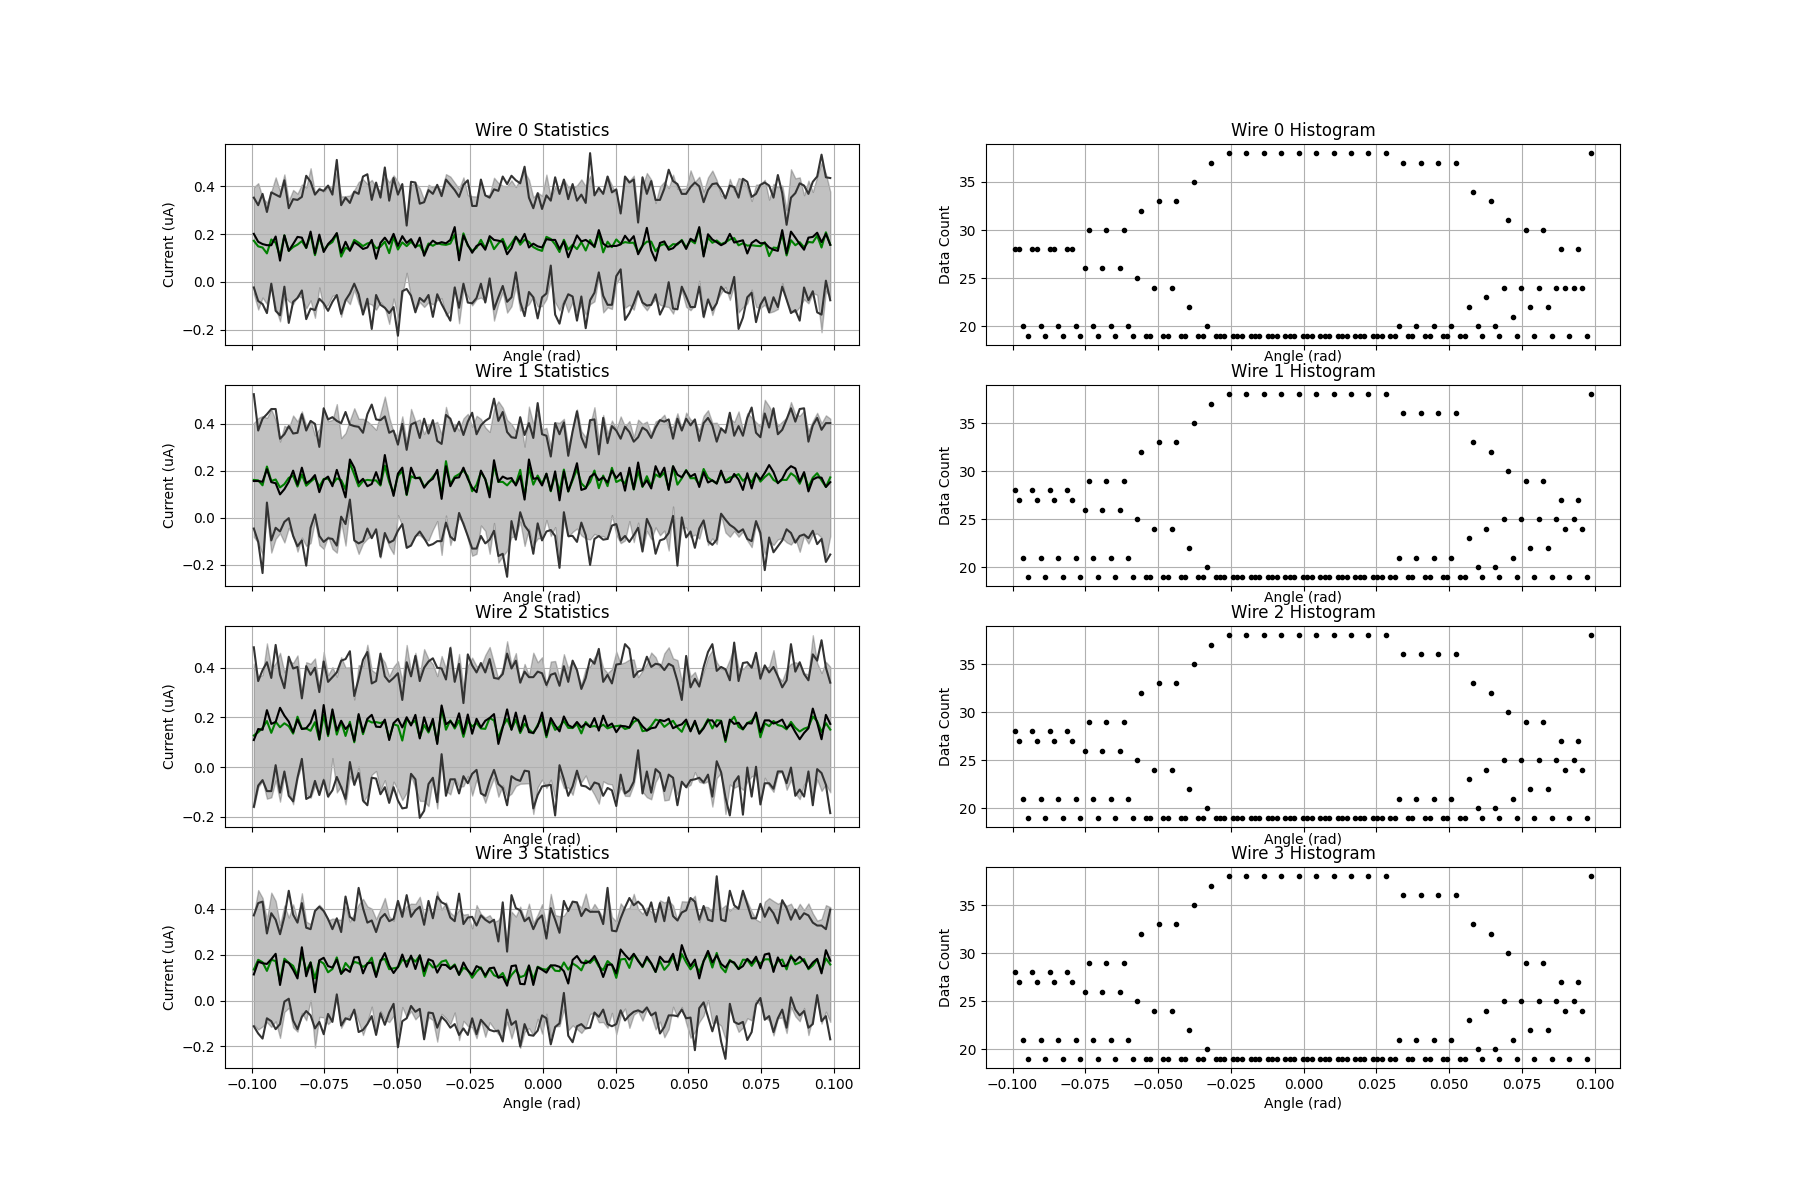 Wire 0 Statistics
Current (uA)
0.4
0.2
0.0
−0.2
Angle (rad)
Wire 0 Histogram
Data Count
35
30
25
20
Angle (rad)
Wire 1 Statistics
Current (uA)
0.4
0.2
0.0
−0.2
Angle (rad)
Wire 1 Histogram
Data Count
35
30
25
20
Angle (rad)
Wire 2 Statistics
Current (uA)
0.4
0.2
0.0
−0.2
Angle (rad)
Wire 2 Histogram
Data Count
35
30
25
20
Angle (rad)
Wire 3 Statistics
Current (uA)
0.4
0.2
0.0
−0.2
−0.100 −0.075 −0.050 −0.025 0.000 0.025 0.050 0.075 0.100
Angle (rad)
Wire 3 Histogram
Data Count
35
30
25
20
−0.100 −0.075 −0.050 −0.025 0.000 0.025 0.050 0.075 0.100
Angle (rad)